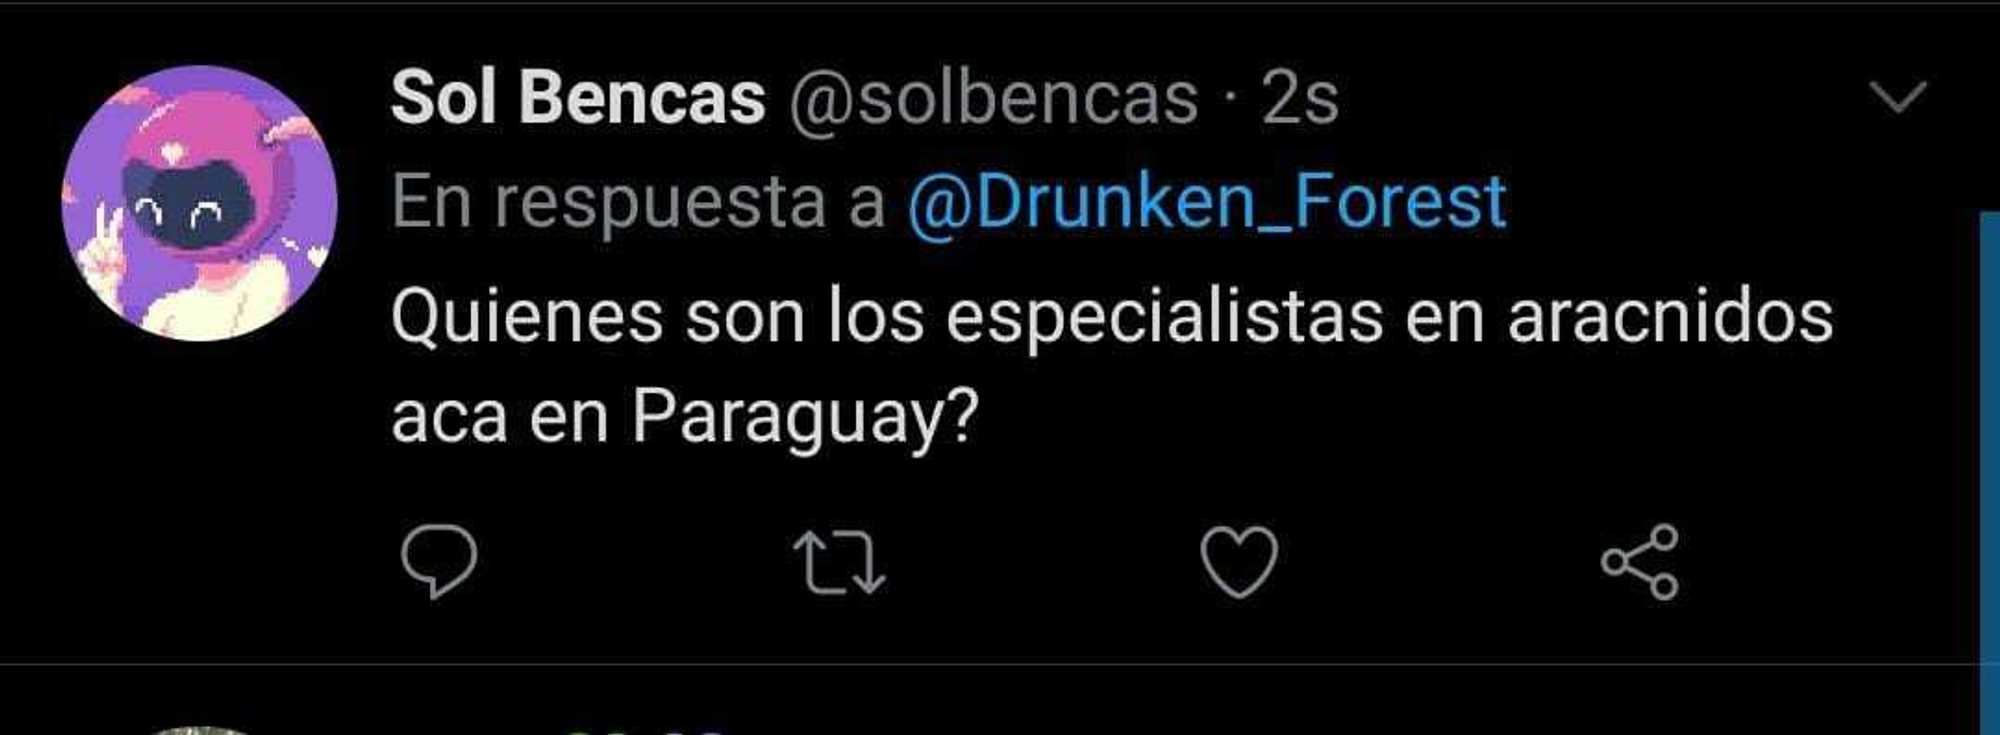 Sol Bencas @solbencas · 2s
En respuesta a @Drunken_Forest
Quienes son los especialistas en aracnidos
aca en Paraguay?